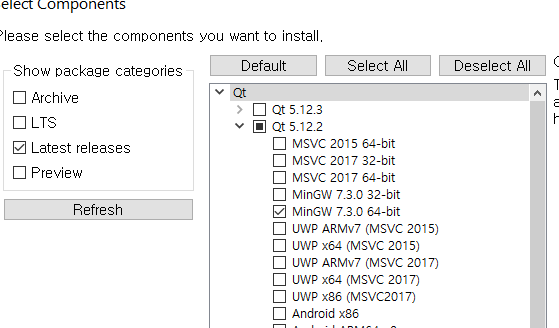 elect Components
Please select the components you want to install.
Show package categories
Archive
LTS
Latest releases
Preview
Refresh
Default
Select All
Deselect All
Qt
Qt 5.12.3
Qt 5.12.2
MSVC 2015 64-bit
MSVC 2017 32-bit
MSVC 2017 64-bit
MinGW 7.3.0 32-bit
MinGW 7.3.0 64-bit
UWP ARMv7 (MSVC 2015)
UWP x64 (MSVC 2015)
UWP ARMv7 (MSVC 2017)
UWP x64 (MSVC 2017)
UWP x86 (MSVC2017)
Android x86